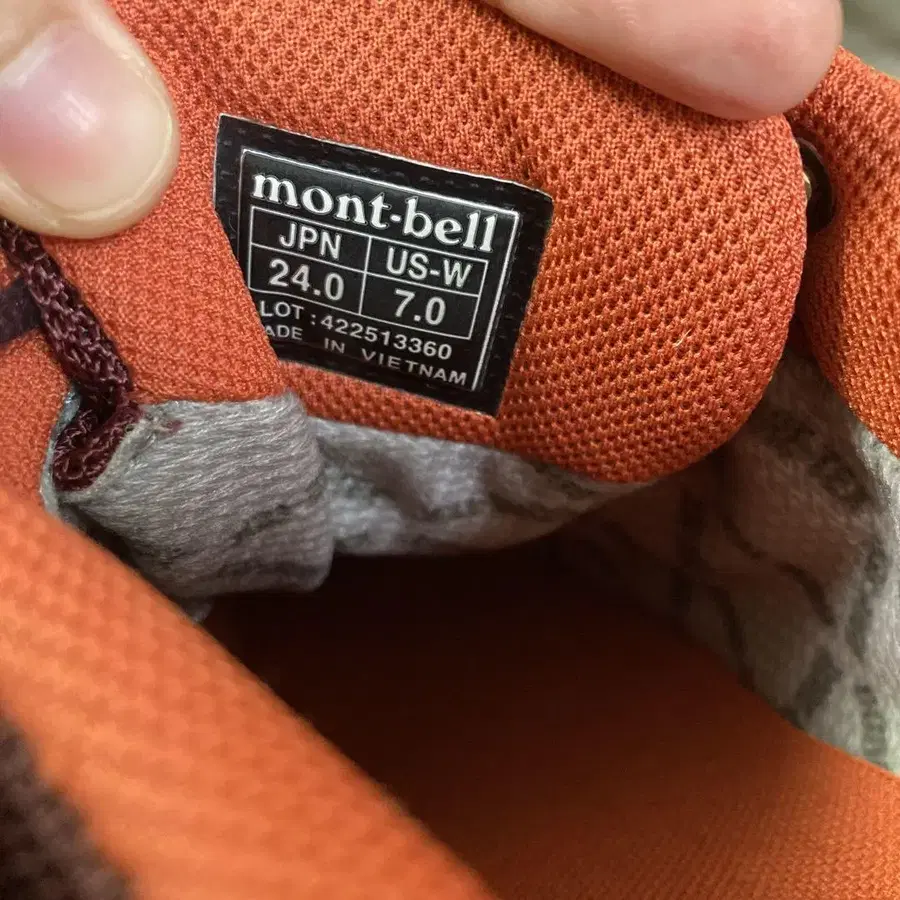 mont-bell
JPN US-W
24.0 7.0
LOT : 422513360
ADE IN VIETNAM